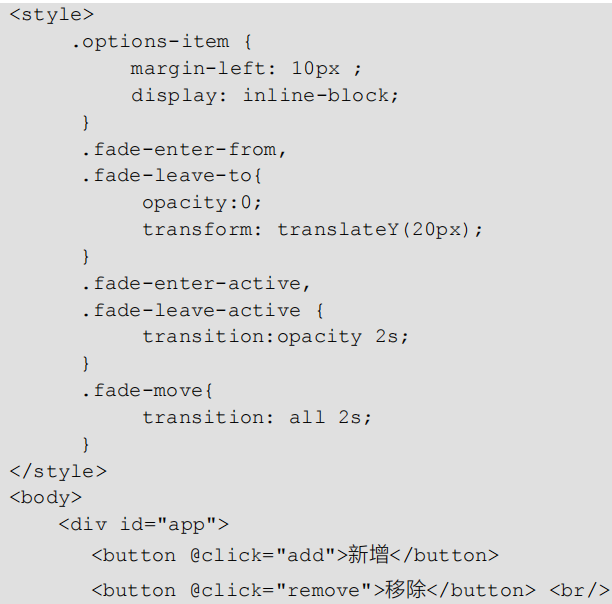 <style>
.options-item {
margin-left: 10px ;
display: inline-block;
}
.fade-enter-from,
.fade-leave-to{
opacity:0;
transform: translateY(20px);
}
.fade-enter-active,
.fade-leave-active {
transition:opacity 2s;
}
.fade-move{
transition: all 2s;
}
</style>
<body>
<div id="app">
<button @click="add">新增</button>
<button @click="remove">移除</button> <br/>